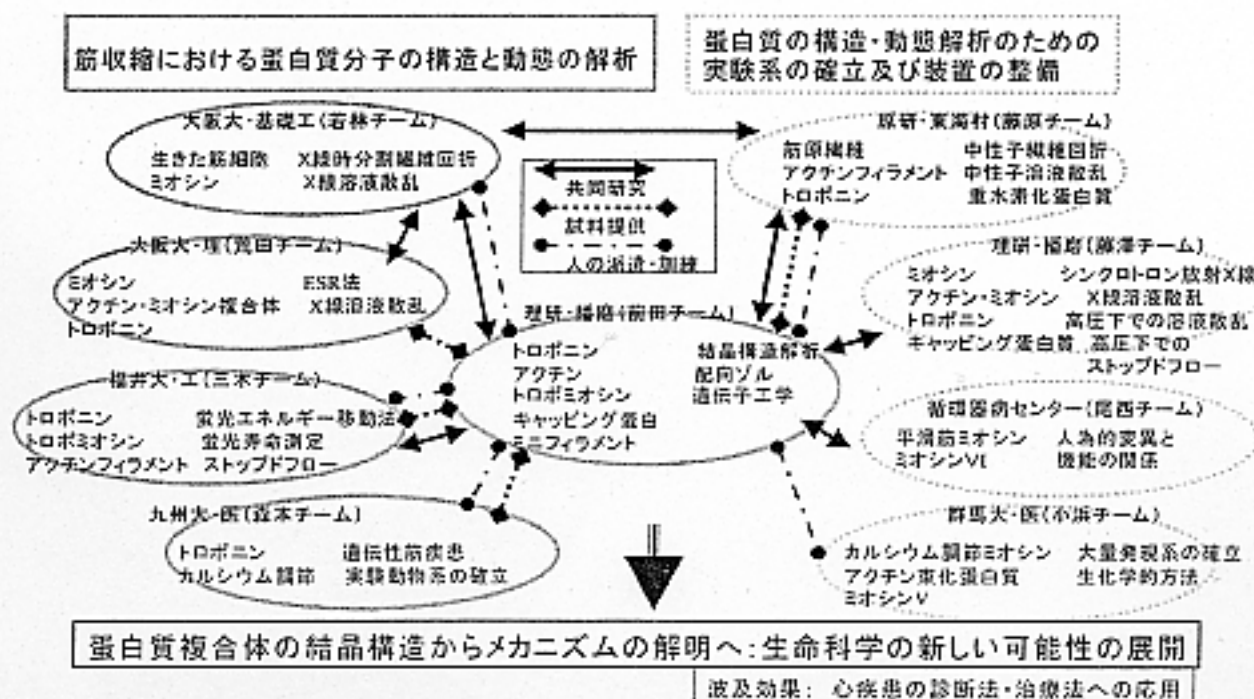 筋収縮における蛋白質分子の構造と動態の解析
蛋白質の構造・動態解析のための
実験系の確立及び装置の整備
大阪大・基礎工(若林チーム)
生きた筋細胞 X線時分割繊維回折
ミオシン X線溶液散乱
原研・東海村(藤原チーム)
筋原繊維 中性子繊維回折
アクチンフィラメント 中性子溶液散乱
トロポニン 重水素化蛋白質
共同研究
試料提供
人の派遣・訓練
大阪大・理(荒田チーム)
ミオシン ESR法
アクチン・ミオシン複合体 X線溶液散乱
トロポニン
理研・播磨(藤澤チーム)
ミオシン シンクロトロン放射X線
アクチン・ミオシン X線溶液散乱
トロポニン 高圧下での溶液散乱
キャッピング蛋白質 高圧下での
ストップドフロー
理研・播磨(前田チーム)
トロポニン 結晶構造解析
アクチン 配向ゾル
トロポミオシン 遺伝子工学
キャッピング蛋白
ミニフィラメント
福井大・工(三木チーム)
トロポニン 蛍光エネルギー移動法
トロポミオシン 蛍光寿命測定
アクチンフィラメント ストップドフロー
循環器病センター(尾西チーム)
平滑筋ミオシン 人為的変異と
ミオシンVI 機能の関係
九州大・医(森本チーム)
トロポニン 遺伝性筋疾患
カルシウム調節 実験動物系の確立
群馬大・医(小浜チーム)
カルシウム調節ミオシン 大量発現系の確立
アクチン束化蛋白質 生化学的方法
ミオシンV
蛋白質複合体の結晶構造からメカニズムの解明へ:生命科学の新しい可能性の展開
波及効果: 心疾患の診断法・治療法への応用